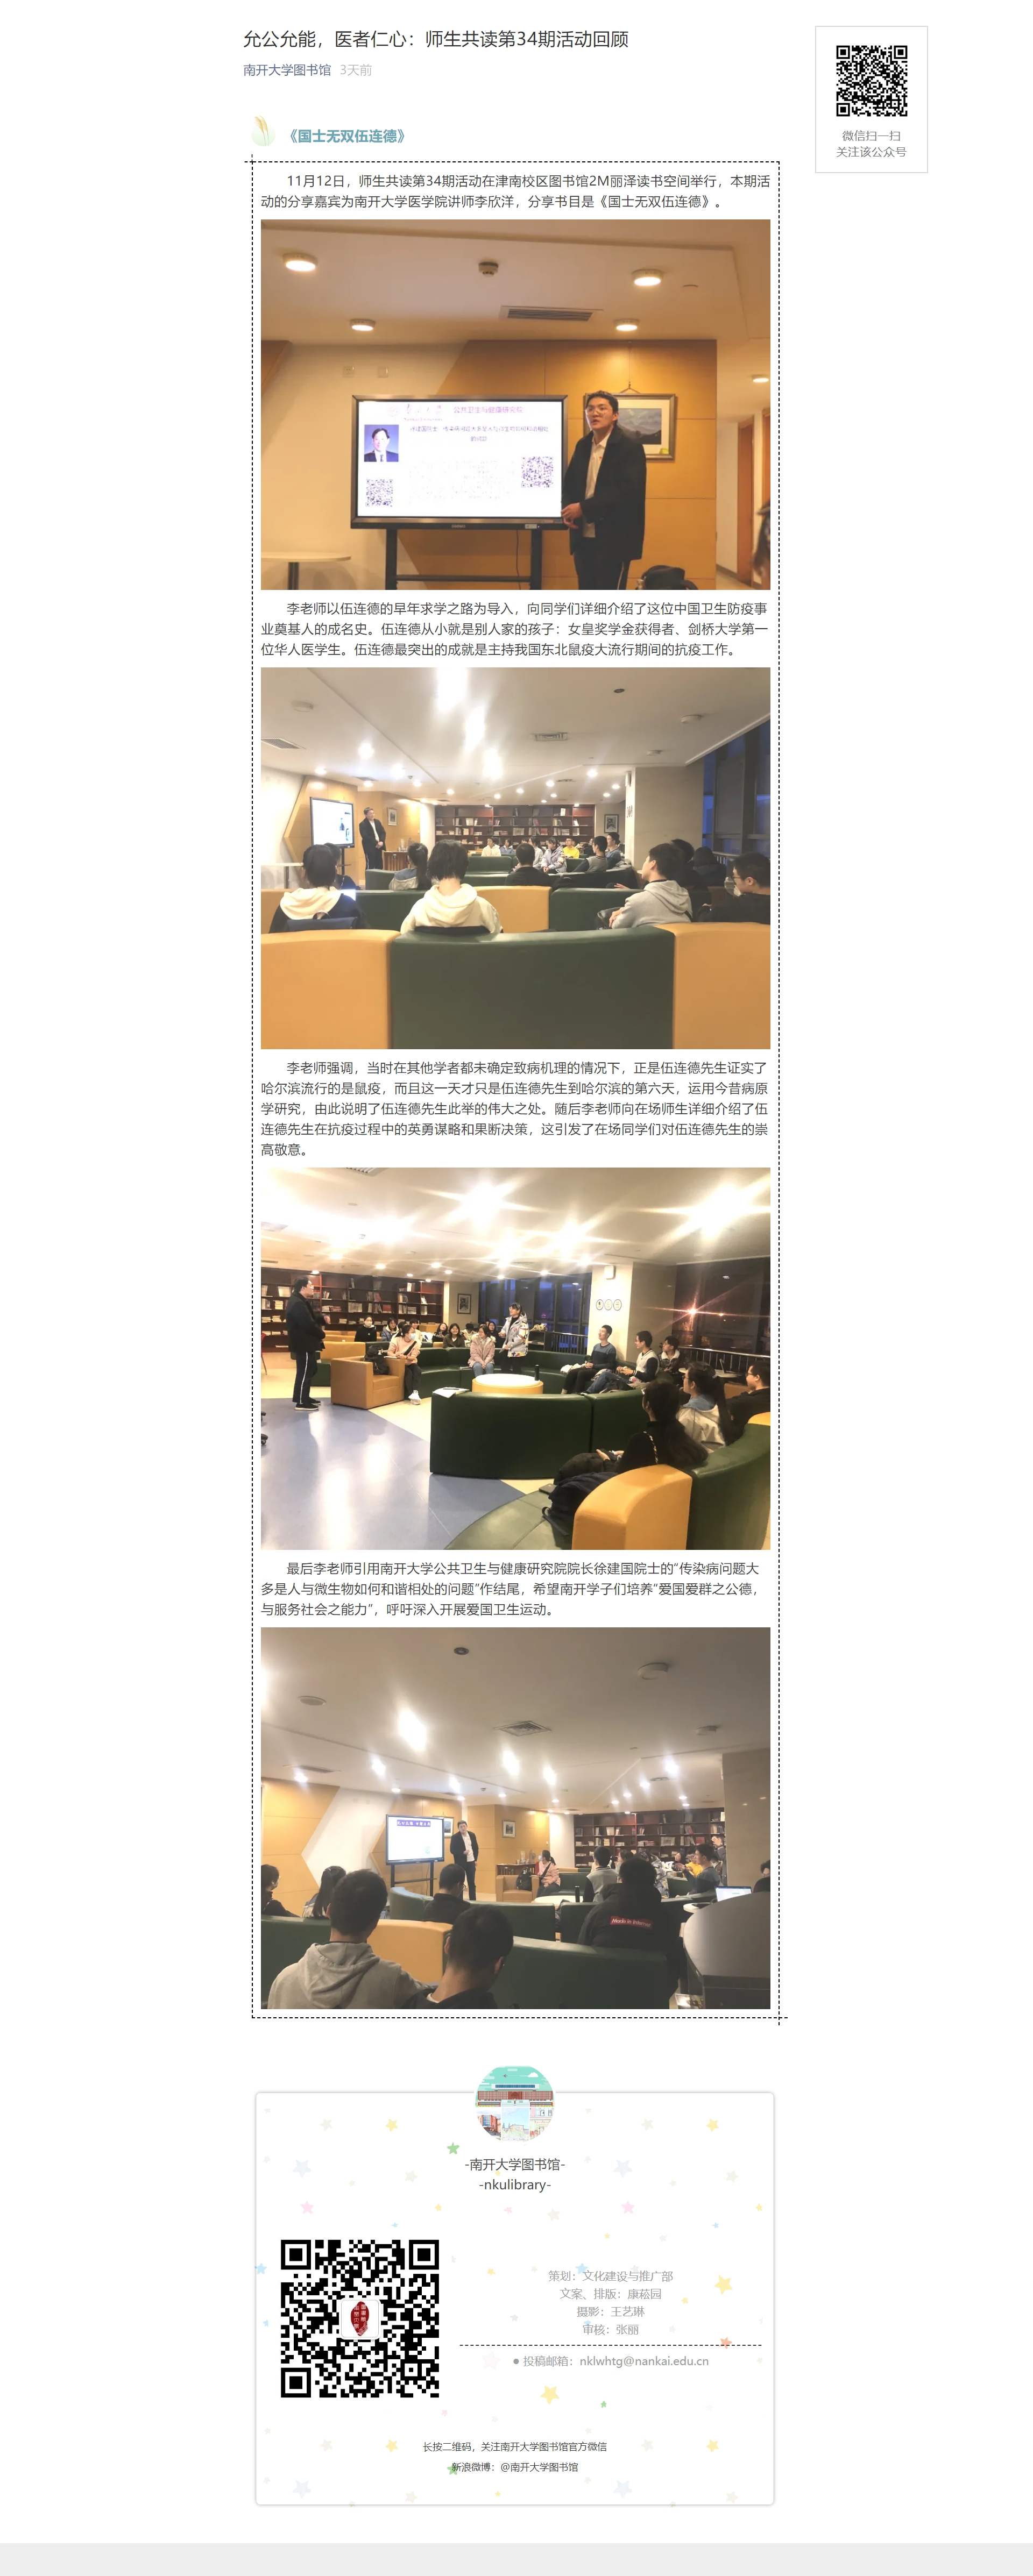 允公允能，医者仁心：师生共读第34期活动回顾
南开大学图书馆 3天前
微信扫一扫
关注该公众号
《国士无双伍连德》
11月12日，师生共读第34期活动在津南校区图书馆2M丽泽读书空间举行，本期活
动的分享嘉宾为南开大学医学院讲师李欣洋，分享书目是《国士无双伍连德》。
公共卫生与健康研究院
李老师以伍连德的早年求学之路为导入，向同学们详细介绍了这位中国卫生防疫事
业奠基人的成名史。伍连德从小就是别人家的孩子：女皇奖学金获得者、剑桥大学第一
位华人医学生。伍连德最突出的成就是主持我国东北鼠疫大流行期间的抗疫工作。
李老师强调，当时在其他学者都未确定致病机理的情况下，正是伍连德先生证实了
哈尔滨流行的是鼠疫，而且这一天才只是伍连德先生到哈尔滨的第六天，运用今昔病原
学研究，由此说明了伍连德先生此举的伟大之处。随后李老师向在场师生详细介绍了伍
连德先生在抗疫过程中的英勇谋略和果断决策，这引发了在场同学们对伍连德先生的崇
高敬意。
最后李老师引用南开大学公共卫生与健康研究院院长徐建国院士的“传染病问题大
多是人与微生物如何和谐相处的问题”作结尾，希望南开学子们培养“爱国爱群之公德，
与服务社会之能力”，呼吁深入开展爱国卫生运动。
-南开大学图书馆-
-nkulibrary-
策划：文化建设与推广部
文案、排版：康菘园
摄影：王艺琳
审核：张丽
● 投稿邮箱：nklwhtg@nankai.edu.cn
长按二维码，关注南开大学图书馆官方微信
新浪微博：@南开大学图书馆